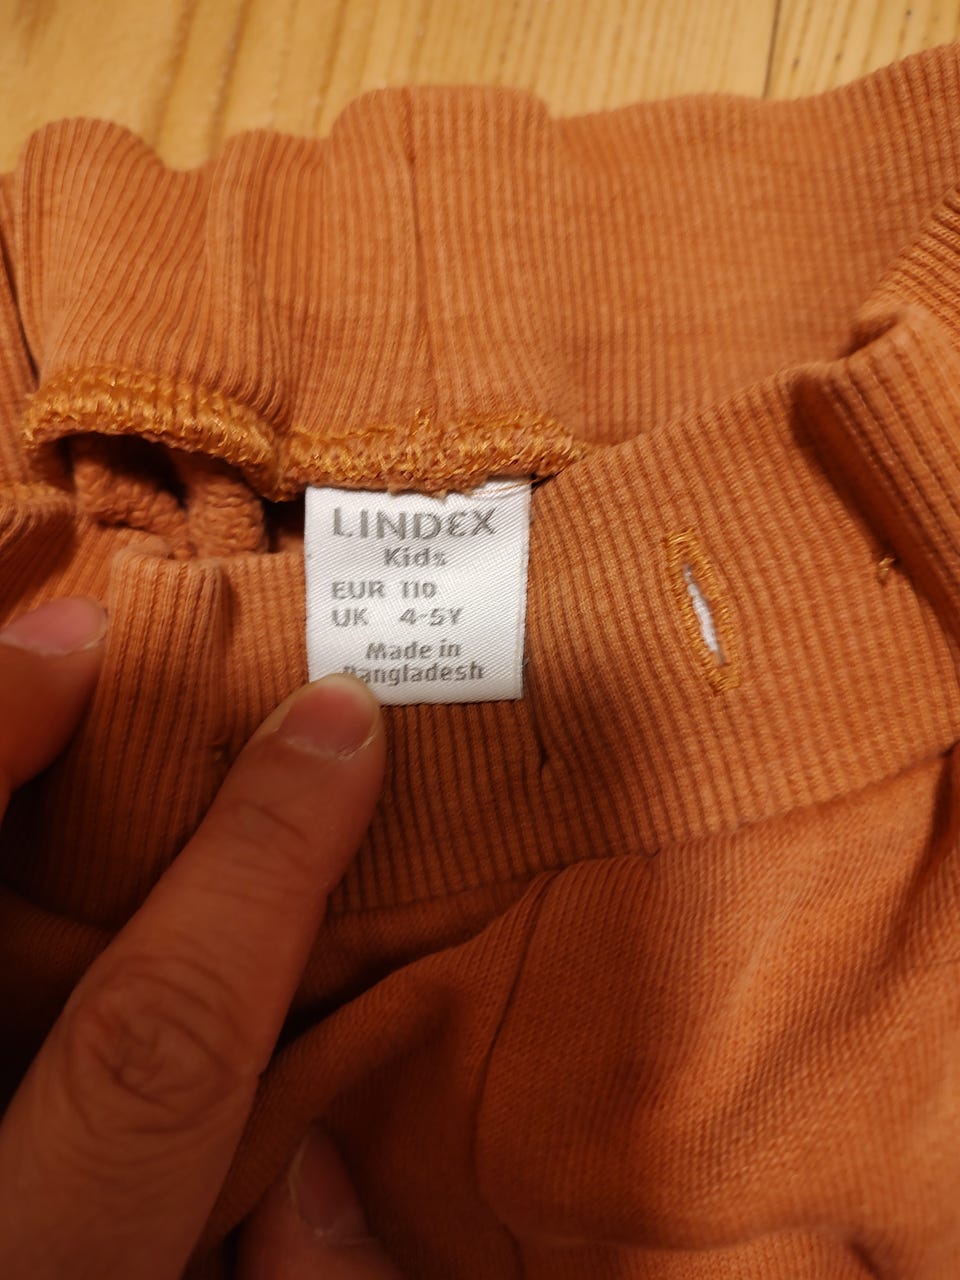 LINDEX
Kids
EUR 110
UK 4-5Y
Made in
Bangladesh